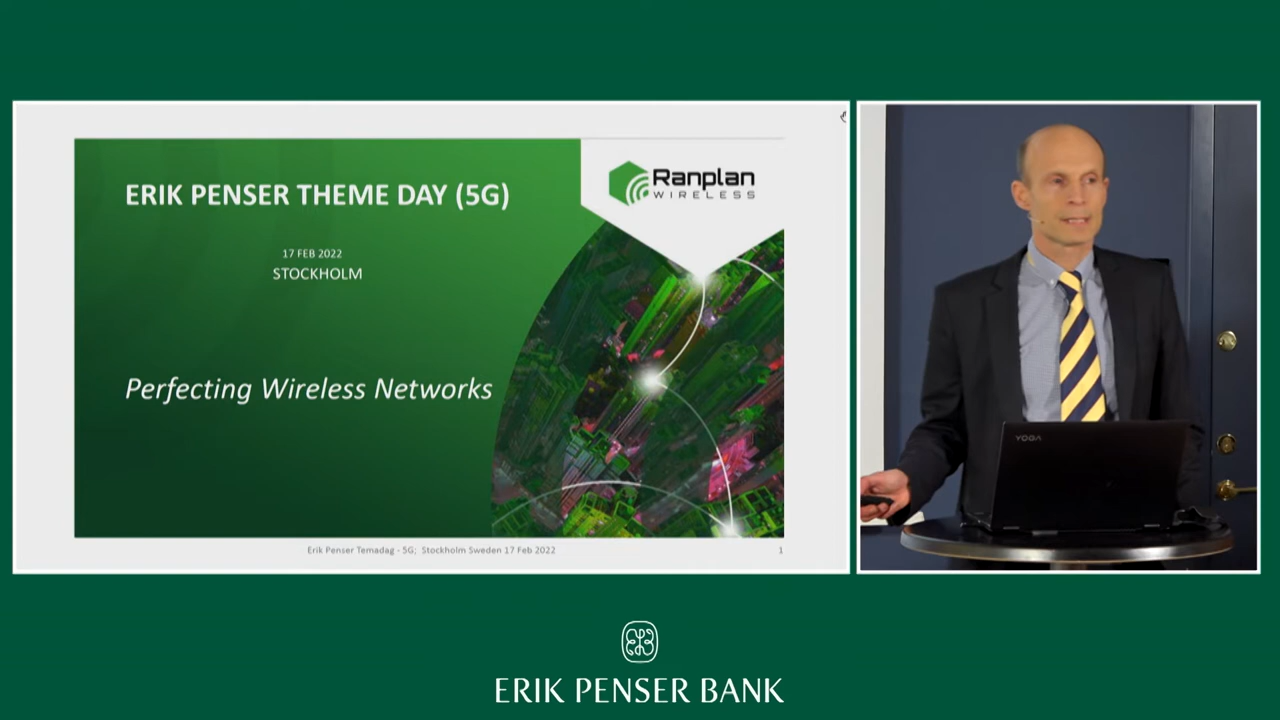 ERIK PENSER THEME DAY (5G)
Ranplan
WIRELESS
17 FEB 2022
STOCKHOLM
Perfecting Wireless Networks
Erik Penser Temadag - 5G; Stockholm Sweden 17 Feb 2022
1
YOGA
ERIK PENSER BANK